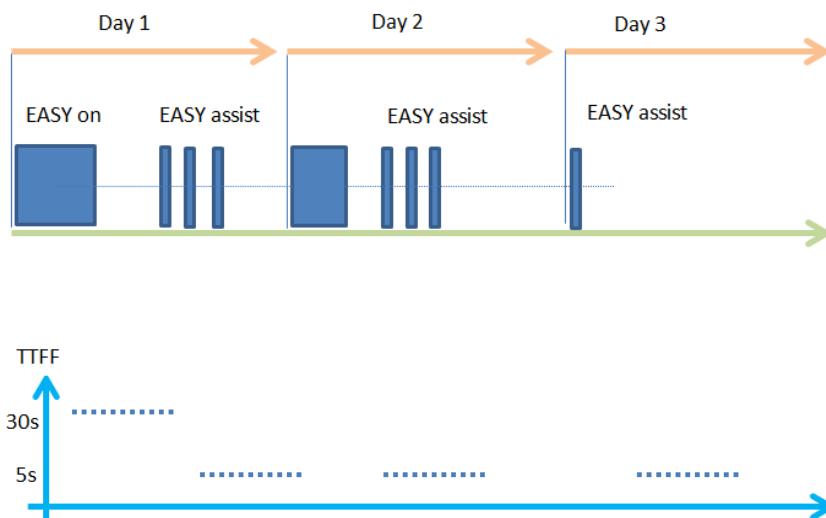 Day 1
Day 2
Day 3
EASY on
EASY assist
EASY assist
EASY assist
TTFF
30s
5s